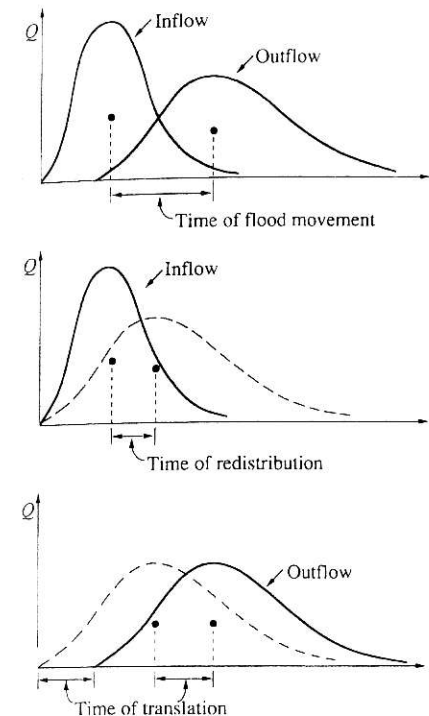 Q
Inflow
Outflow
Time of flood movement
Q
Inflow
Time of redistribution
Q
Outflow
Time of translation